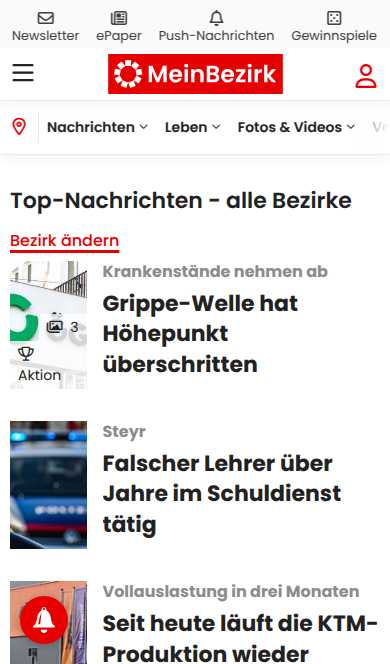 Newsletter
ePaper
Push-Nachrichten
Gewinnspiele
MeinBezirk
Nachrichten
Leben
Fotos & Videos
Top-Nachrichten - alle Bezirke
Bezirk ändern
3
Aktion
Krankenstände nehmen ab
Grippe-Welle hat
Höhepunkt
überschritten
Steyr
Falscher Lehrer über
Jahre im Schuldienst
tätig
Vollauslastung in drei Monaten
Seit heute läuft die KTM-
Produktion wieder